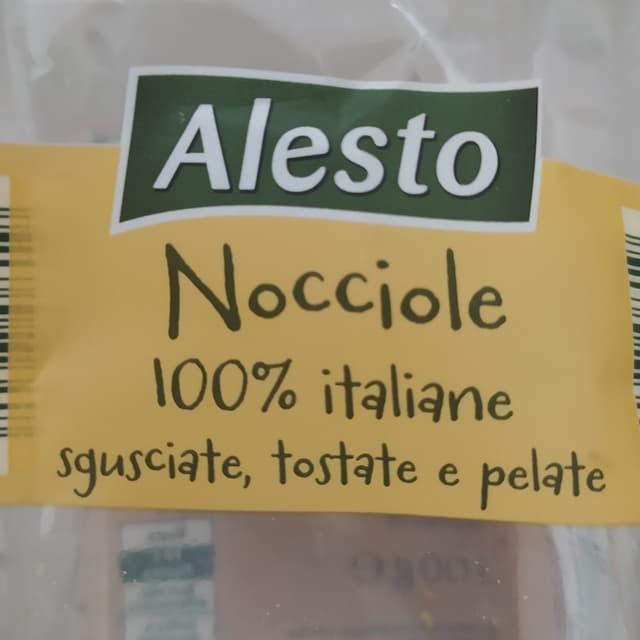 Alesto
Nocciole
100% italiane
sgusciate, tostate e pelate